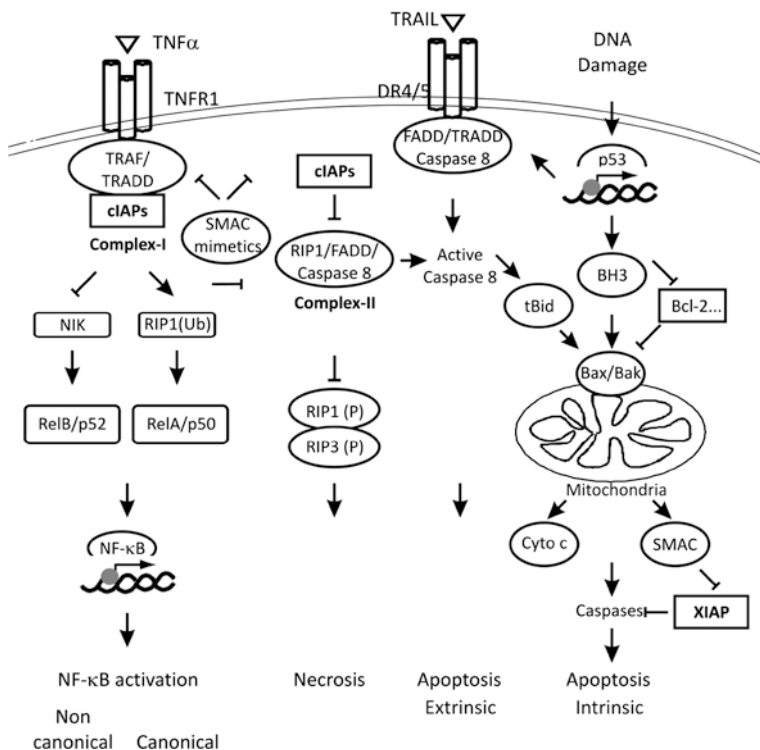 TNFα
TNFR1
TRAF/
TRADD
cIAPs
Complex-I
SMAC
mimetics
NIK
RIP1(Ub)
RelB/p52
RelA/p50
NF-κB
NF-κB activation
Non
canonical
Canonical
cIAPs
RIP1/FADD/
Caspase 8
Complex-II
RIP1 (P)
RIP3 (P)
Necrosis
TRAIL
DR4/5
FADD/TRADD
Caspase 8
Active
Caspase 8
tBid
Apoptosis
Extrinsic
DNA
Damage
p53
BH3
Bcl-2...
Bax/Bak
Mitochondria
Cyto c
SMAC
Caspases
XIAP
Apoptosis
Intrinsic